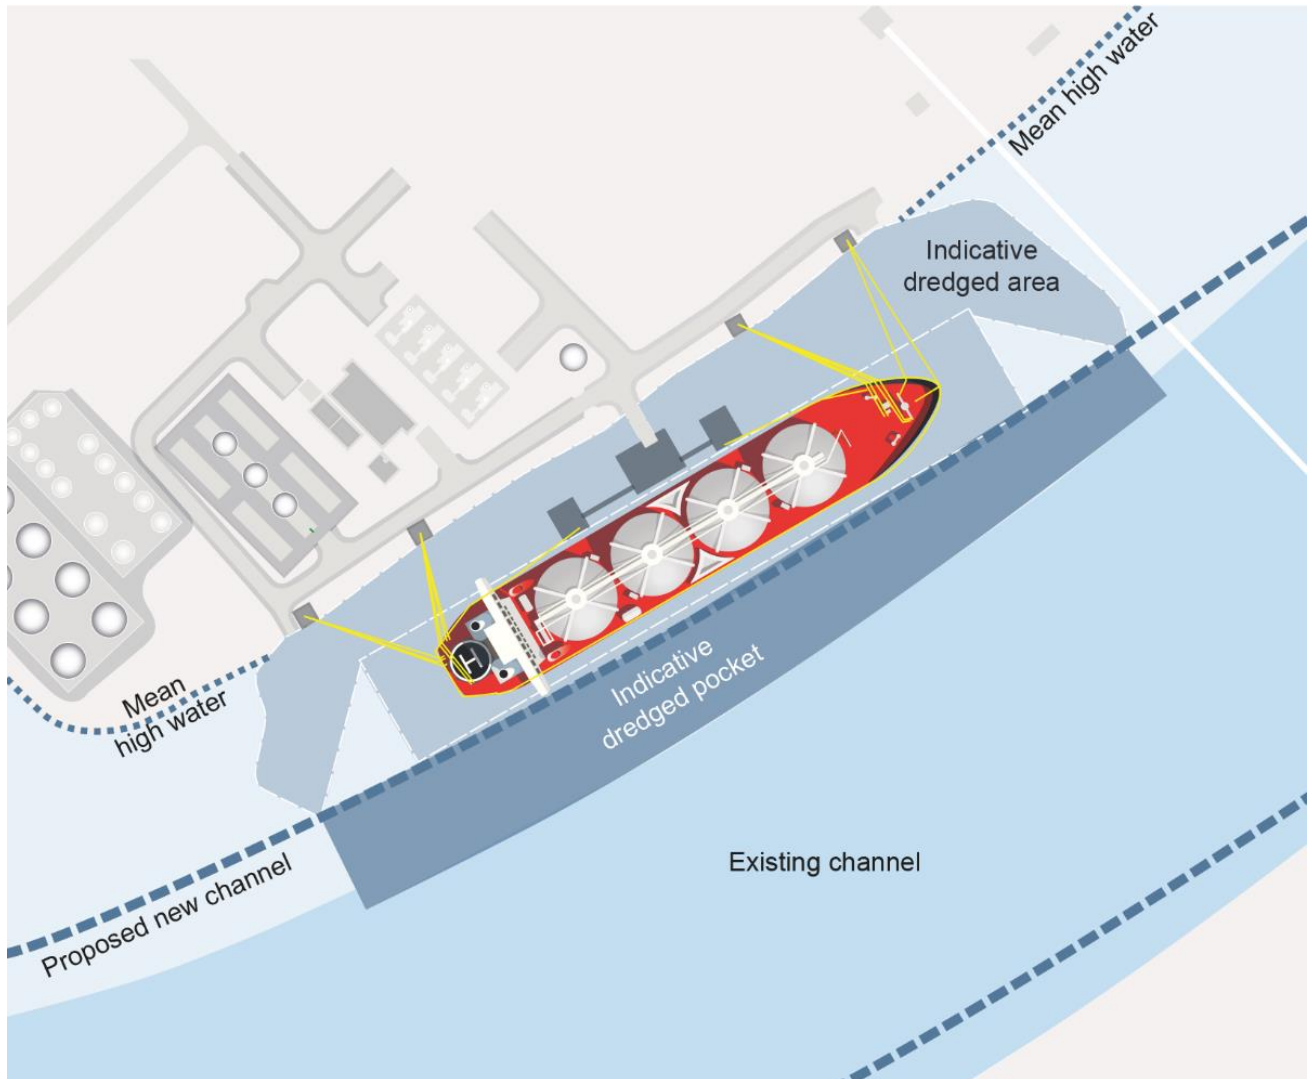 Mean high water
Indicative
dredged area
Mean
high water
Indicative
dredged pocket
H
Existing channel
Proposed new channel